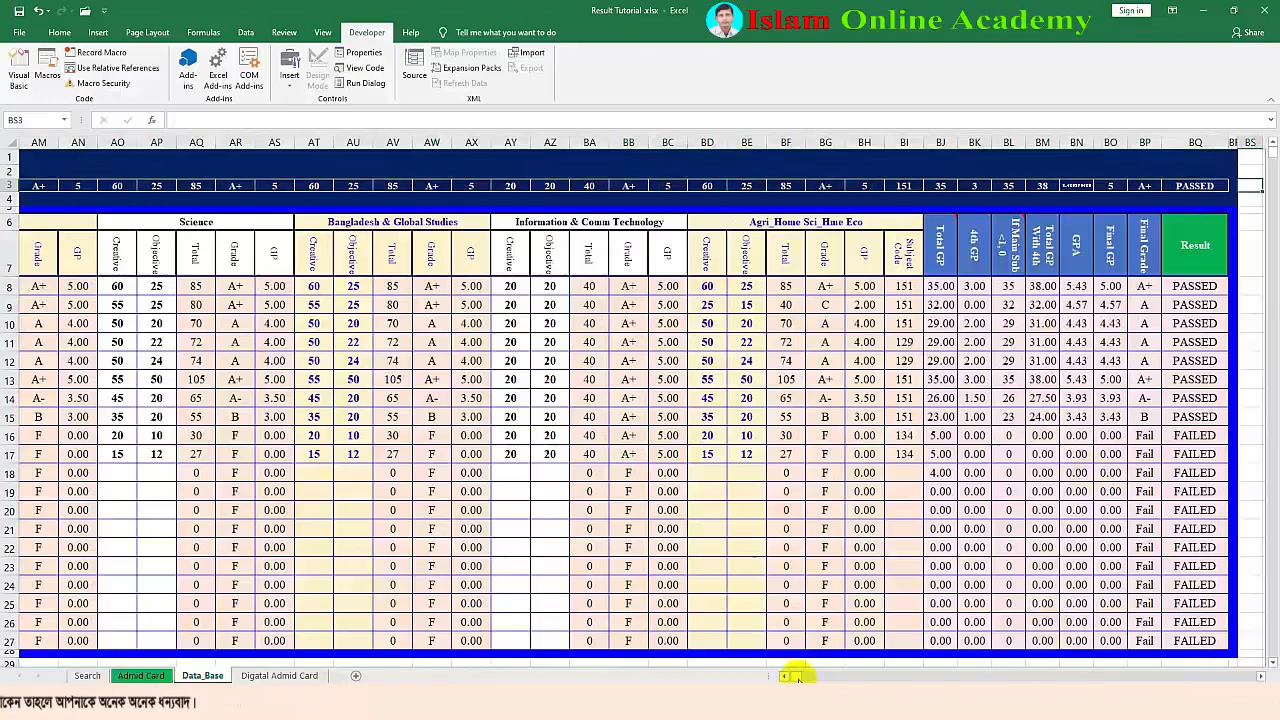 Result Tutorial .xlsx - Excel
Islam Online Academy
Sign in
File Home Insert Page Layout Formulas Data Review View Developer Help Tell me what you want to do Share
Visual Basic
Macros
Record Macro
Use Relative References
Macro Security
Code
Add-ins
Excel Add-ins
COM Add-ins
Add-ins
Insert
Design Mode
Properties
View Code
Run Dialog
Controls
Source
Map Properties
Expansion Packs
Refresh Data
Import
Export
XML
BS3 fx
AM AN AO AP AQ AR AS AT AU AV AW AX AY AZ BA BB BC BD BE BF BG BH BI BJ BK BL BM BN BO BP BQ BS
1
2
3 A+ 5 60 25 85 A+ 5 60 25 85 A+ 5 20 20 40 A+ 5 60 25 85 A+ 5 151 35 3 35 38 5 A+ PASSED
4
6 Science Bangladesh & Global Studies Information & Comm Technology Agri_Home Sci_Hme Eco
7 Grade GP Creative Objective Total Grade GP Creative Objective Total Grade GP Creative Objective Total Grade GP Creative Objective Total Grade GP Subject Code Total GP 4th GP If Main Sub <1, 0 Total GP With 4th GPA Final GP Final Grade Result
8 A+ 5.00 60 25 85 A+ 5.00 60 25 85 A+ 5.00 20 20 40 A+ 5.00 60 25 85 A+ 5.00 151 35.00 3.00 35 38.00 5.43 5.00 A+ PASSED
9 A+ 5.00 55 25 80 A+ 5.00 55 25 80 A+ 5.00 20 20 40 A+ 5.00 25 15 40 C 2.00 151 32.00 0.00 32 32.00 4.57 4.57 A PASSED
10 A 4.00 50 20 70 A 4.00 50 20 70 A 4.00 20 20 40 A+ 5.00 50 20 70 A 4.00 151 29.00 2.00 29 31.00 4.43 4.43 A PASSED
11 A 4.00 50 22 72 A 4.00 50 22 72 A 4.00 20 20 40 A+ 5.00 50 22 72 A 4.00 129 29.00 2.00 29 31.00 4.43 4.43 A PASSED
12 A 4.00 50 24 74 A 4.00 50 24 74 A 4.00 20 20 40 A+ 5.00 50 24 74 A 4.00 129 29.00 2.00 29 31.00 4.43 4.43 A PASSED
13 A+ 5.00 55 50 105 A+ 5.00 55 50 105 A+ 5.00 20 20 40 A+ 5.00 55 50 105 A+ 5.00 151 35.00 3.00 35 38.00 5.43 5.00 A+ PASSED
14 A- 3.50 45 20 65 A- 3.50 45 20 65 A- 3.50 20 20 40 A+ 5.00 45 20 65 A- 3.50 151 26.00 1.50 26 27.50 3.93 3.93 A- PASSED
15 B 3.00 35 20 55 B 3.00 35 20 55 B 3.00 20 20 40 A+ 5.00 35 20 55 B 3.00 151 23.00 1.00 23 24.00 3.43 3.43 B PASSED
16 F 0.00 20 10 30 F 0.00 20 10 30 F 0.00 20 20 40 A+ 5.00 20 10 30 F 0.00 134 5.00 0.00 0 0.00 0.00 0.00 Fail FAILED
17 F 0.00 15 12 27 F 0.00 15 12 27 F 0.00 20 20 40 A+ 5.00 15 12 27 F 0.00 134 5.00 0.00 0 0.00 0.00 0.00 Fail FAILED
18 F 0.00 0 F 0.00 0 F 0.00 0 F 0.00 0 F 0.00 4.00 0.00 0 0.00 0.00 0.00 Fail FAILED
19 F 0.00 0 F 0.00 0 F 0.00 0 F 0.00 0 F 0.00 0.00 0.00 0 0.00 0.00 0.00 Fail FAILED
20 F 0.00 0 F 0.00 0 F 0.00 0 F 0.00 0 F 0.00 0.00 0.00 0 0.00 0.00 0.00 Fail FAILED
21 F 0.00 0 F 0.00 0 F 0.00 0 F 0.00 0 F 0.00 0.00 0.00 0 0.00 0.00 0.00 Fail FAILED
22 F 0.00 0 F 0.00 0 F 0.00 0 F 0.00 0 F 0.00 0.00 0.00 0 0.00 0.00 0.00 Fail FAILED
23 F 0.00 0 F 0.00 0 F 0.00 0 F 0.00 0 F 0.00 0.00 0.00 0 0.00 0.00 0.00 Fail FAILED
24 F 0.00 0 F 0.00 0 F 0.00 0 F 0.00 0 F 0.00 0.00 0.00 0 0.00 0.00 0.00 Fail FAILED
25 F 0.00 0 F 0.00 0 F 0.00 0 F 0.00 0 F 0.00 0.00 0.00 0 0.00 0.00 0.00 Fail FAILED
26 F 0.00 0 F 0.00 0 F 0.00 0 F 0.00 0 F 0.00 0.00 0.00 0 0.00 0.00 0.00 Fail FAILED
27 F 0.00 0 F 0.00 0 F 0.00 0 F 0.00 0 F 0.00 0.00 0.00 0 0.00 0.00 0.00 Fail FAILED
28
29
Search Admid Card Data_Base Digatal Admid Card
াকেন তাহলে আপনাকে অনেক অনেক ধন্যবাদ।